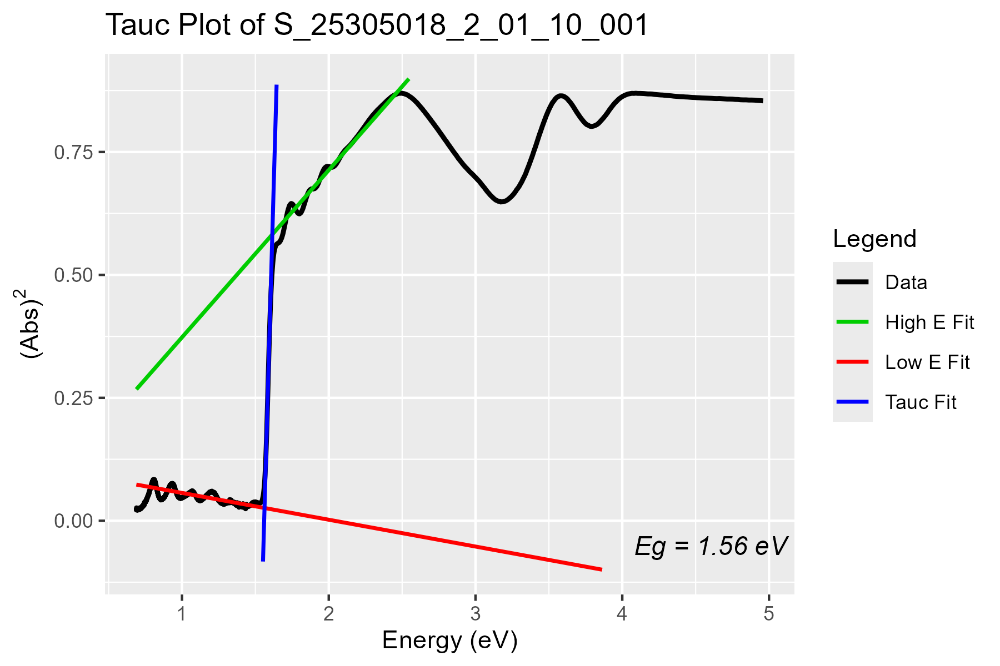 Tauc Plot of S_25305018_2_01_10_001
(Abs)²
0.75
0.50
0.25
0.00
1 2 3 4 5
Energy (eV)
Eg = 1.56 eV
Legend
Data
High E Fit
Low E Fit
Tauc Fit